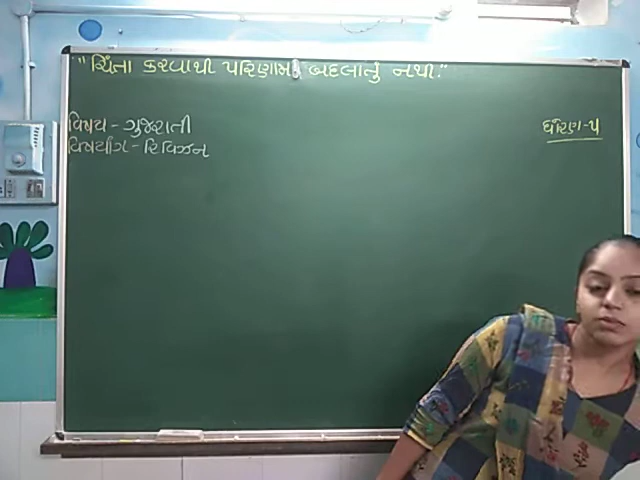 "ચિંતા કરવાથી પરિણામ બદલાતું નથી."
વિષય - ગુજરાતી
ધોરણ-૫
વિષયાંગ - રિવિઝન